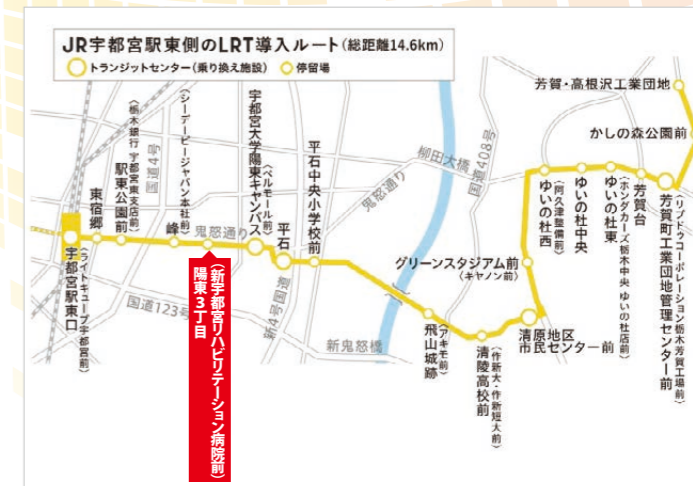 JR宇都宮駅東側のLRT導入ルート(総距離14.6km)
トランジットセンター(乗り換え施設) 停留場
宇都宮駅東口
〈ライトキューブ宇都宮前〉
東宿郷
駅東公園前
〈栃木銀行 宇都宮東支店前〉
国道4号
峰
〈シーデーピージャパン本社前〉
鬼怒通り
陽東3丁目
(新宇都宮リハビリテーション病院前)
宇都宮大学陽東キャンパス
〈ベルモール前〉
平石
新4号国道
平石中央小学校前
鬼怒通り
柳田大橋
国道408号
国道123号
新鬼怒橋
飛山城跡
〈アキモ前〉
清陵高校前
〈作新大・作新短大前〉
清原地区
市民センター前
グリーンスタジアム前
〈キヤノン前〉
ゆいの杜西
〈阿久津整備前〉
ゆいの杜中央
ゆいの杜東
〈ホンダカーズ栃木中央 ゆいの杜店前〉
芳賀台
芳賀町工業団地管理センター前
〈リブドゥコーポレーション栃木芳賀工場前〉
かしの森公園前
芳賀・高根沢工業団地